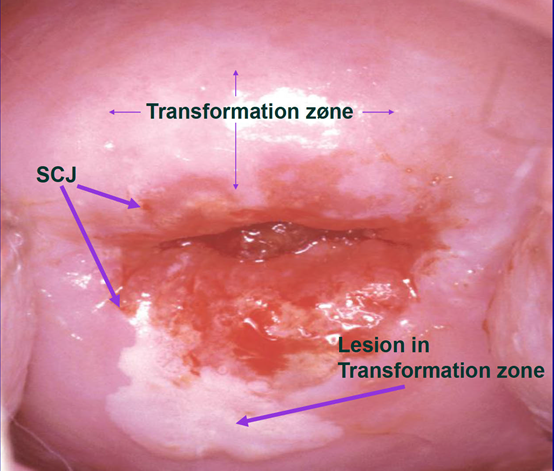 Transformation zøne
SCJ
Lesion in
Transformation zone